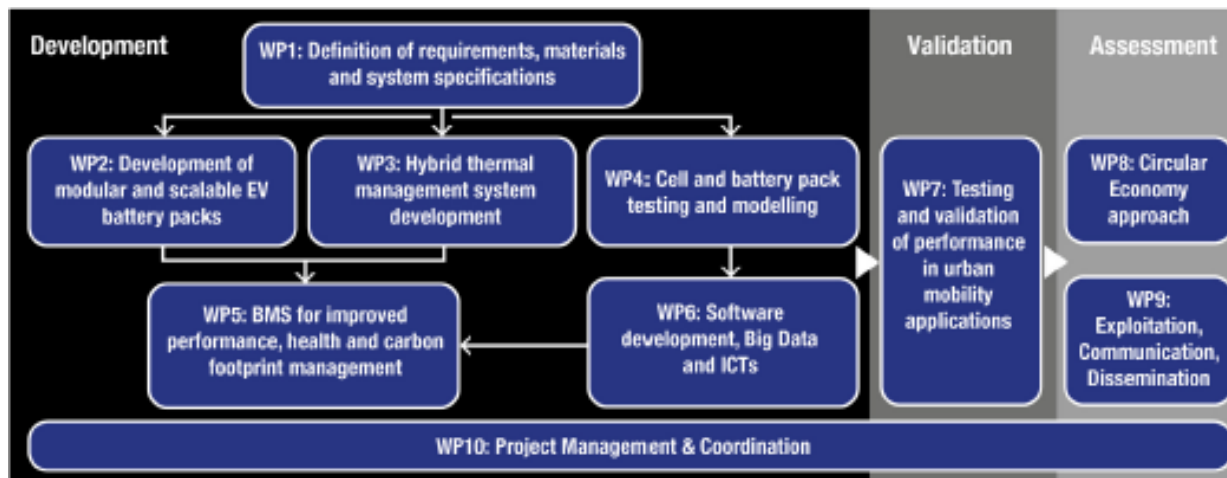 Development
Validation
Assessment
WP1: Definition of requirements, materials
and system specifications
WP2: Development of
modular and scalable EV
battery packs
WP3: Hybrid thermal
management system
development
WP4: Cell and battery pack
testing and modelling
WP5: BMS for improved
performance, health and carbon
footprint management
WP6: Software
development, Big Data
and ICTs
WP7: Testing
and validation
of performance
in urban
mobility
applications
WP8: Circular
Economy
approach
WP9:
Exploitation,
Communication,
Dissemination
WP10: Project Management & Coordination